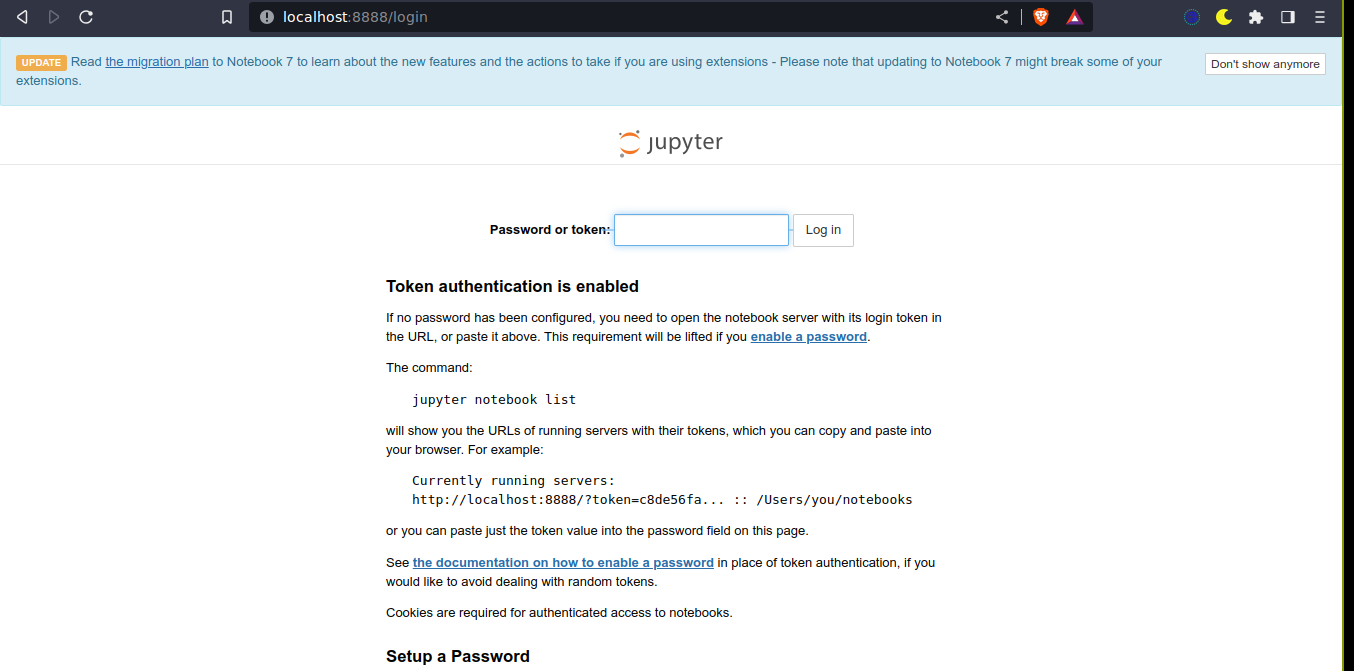 localhost:8888/login
UPDATE Read the migration plan to Notebook 7 to learn about the new features and the actions to take if you are using extensions - Please note that updating to Notebook 7 might break some of your
extensions.
Don't show anymore
jupyter
Password or token: Log in
Token authentication is enabled
If no password has been configured, you need to open the notebook server with its login token in
the URL, or paste it above. This requirement will be lifted if you enable a password.
The command:
jupyter notebook list
will show you the URLs of running servers with their tokens, which you can copy and paste into
your browser. For example:
Currently running servers:
http://localhost:8888/?token=c8de56fa... :: /Users/you/notebooks
or you can paste just the token value into the password field on this page.
See the documentation on how to enable a password in place of token authentication, if you
would like to avoid dealing with random tokens.
Cookies are required for authenticated access to notebooks.
Setup a Password